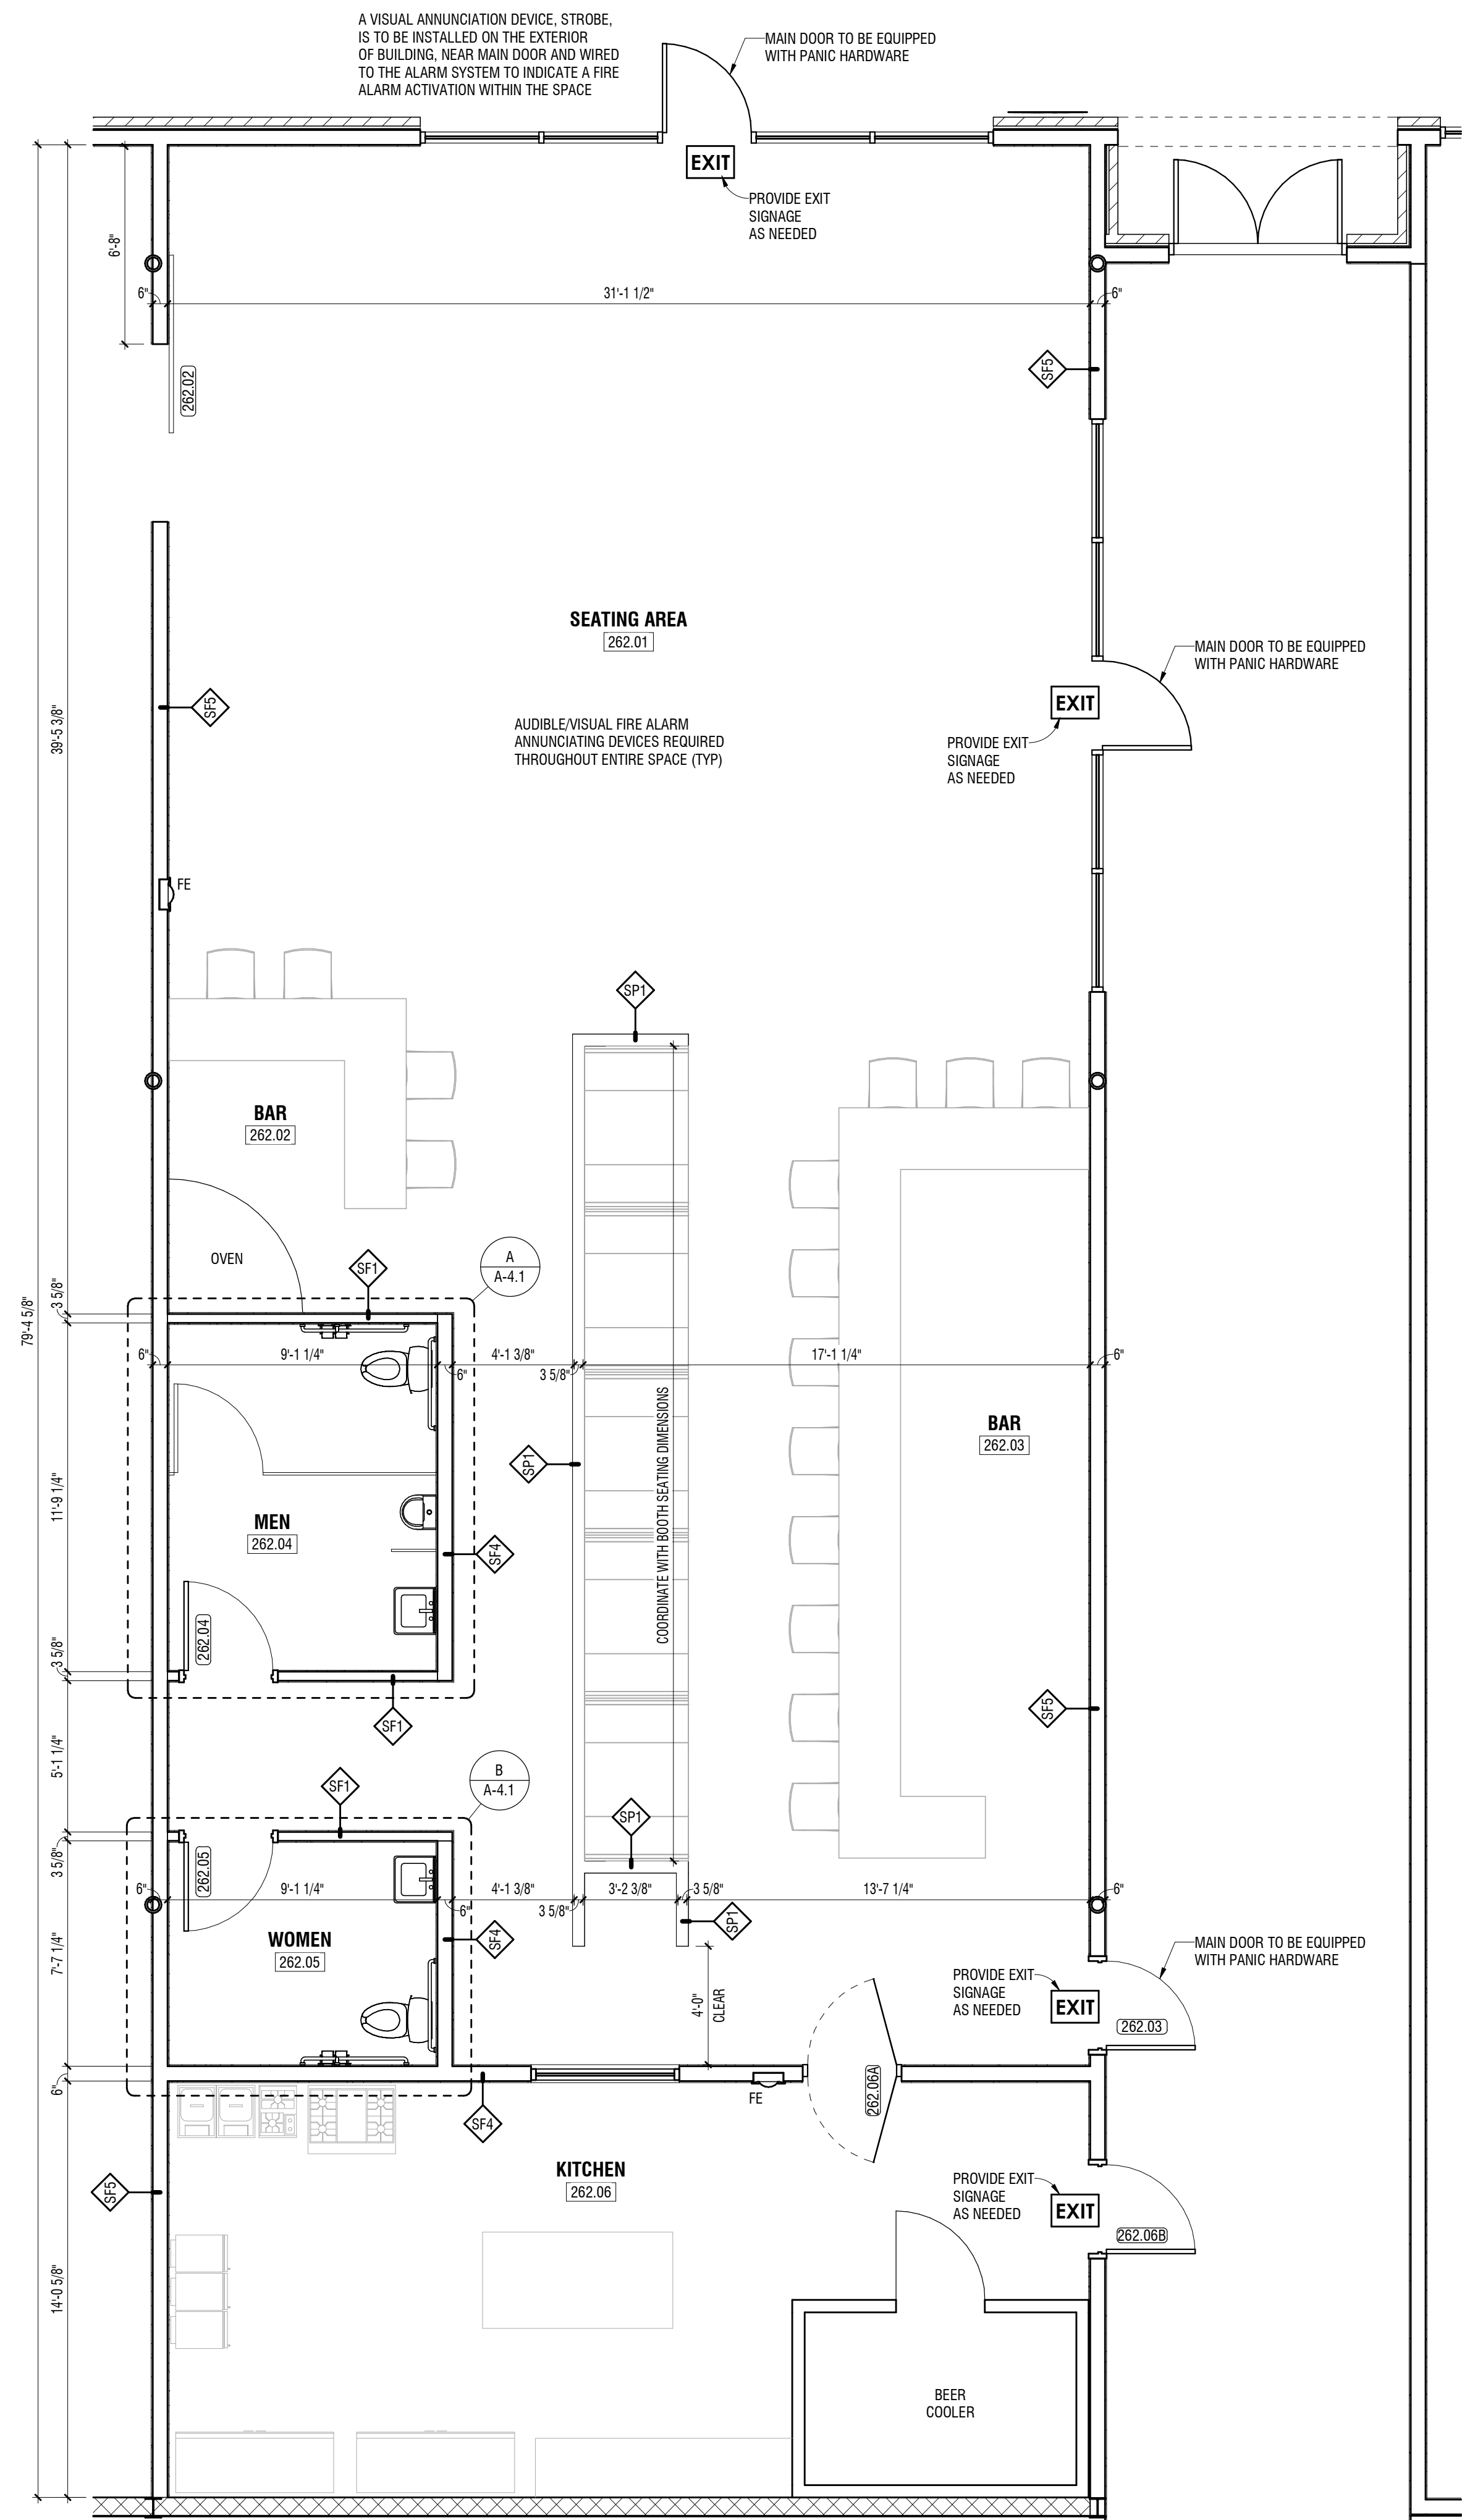 A VISUAL ANNUNCIATION DEVICE, STROBE,
IS TO BE INSTALLED ON THE EXTERIOR
OF BUILDING, NEAR MAIN DOOR AND WIRED
TO THE ALARM SYSTEM TO INDICATE A FIRE
ALARM ACTIVATION WITHIN THE SPACE
MAIN DOOR TO BE EQUIPPED
WITH PANIC HARDWARE
EXIT
PROVIDE EXIT
SIGNAGE
AS NEEDED
6'-8"
6"
31'-1 1/2"
6"
262.02
SF5
SEATING AREA
262.01
MAIN DOOR TO BE EQUIPPED
WITH PANIC HARDWARE
SF5
EXIT
AUDIBLE/VISUAL FIRE ALARM
ANNUNCIATING DEVICES REQUIRED
THROUGHOUT ENTIRE SPACE (TYP)
PROVIDE EXIT
SIGNAGE
AS NEEDED
39'-5 3/8"
FE
SP1
BAR
262.02
OVEN
SF1
A
A-4.1
3 5/8"
79'-4 5/8"
6"
9'-1 1/4"
6"
4'-1 3/8"
3 5/8"
17'-1 1/4"
6"
COORDINATE WITH BOOTH SEATING DIMENSIONS
BAR
262.03
SP1
11'-9 1/4"
MEN
262.04
SF4
262.04
3 5/8"
SF1
SF5
5'-1 1/4"
SF1
B
A-4.1
SP1
3 5/8"
262.05
6"
9'-1 1/4"
6"
4'-1 3/8"
3 5/8"
3'-2 3/8"
3 5/8"
13'-7 1/4"
6"
SP1
WOMEN
262.05
SF4
7'-7 1/4"
MAIN DOOR TO BE EQUIPPED
WITH PANIC HARDWARE
PROVIDE EXIT
SIGNAGE
AS NEEDED
EXIT
262.03
4'-0"
CLEAR
262.06A
6"
FE
SF4
KITCHEN
262.06
SF5
PROVIDE EXIT
SIGNAGE
AS NEEDED
EXIT
262.06B
14'-0 5/8"
BEER
COOLER